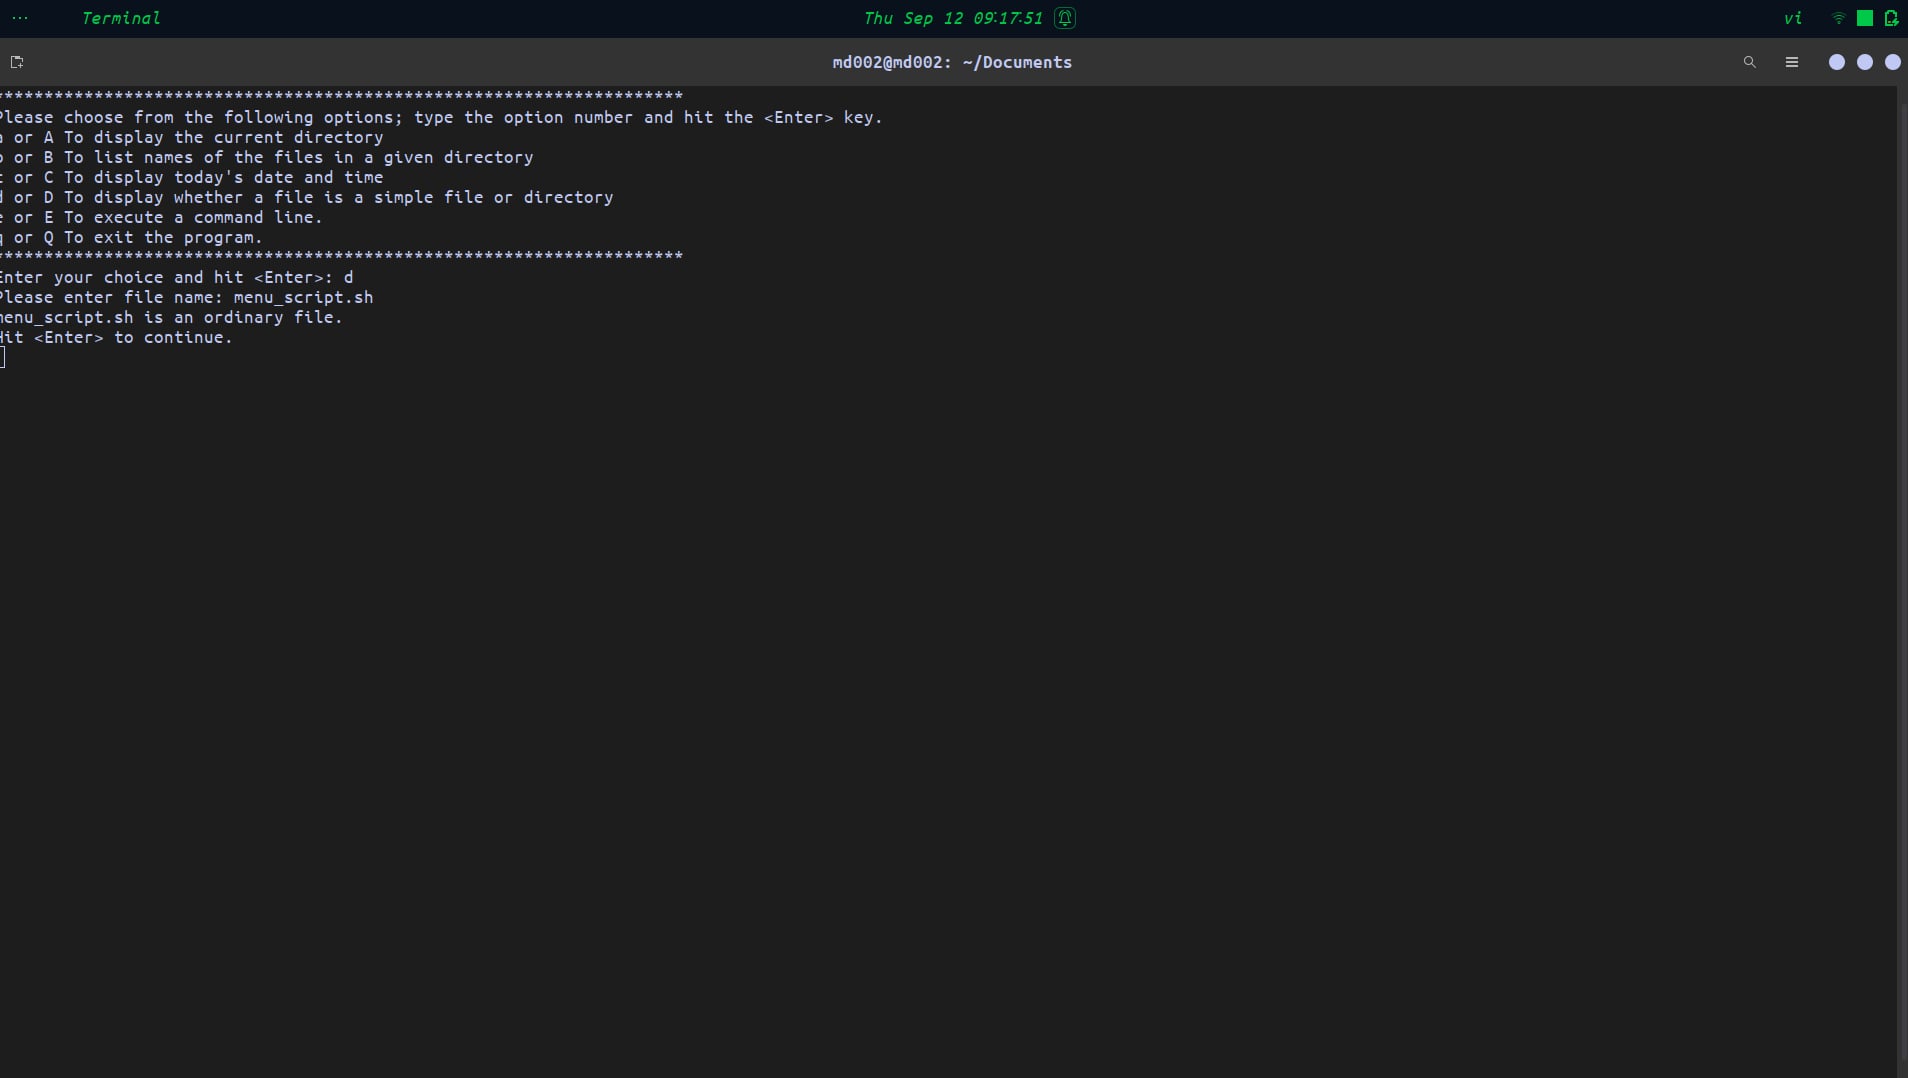 Terminal
Thu Sep 12 09:17:51
vi
md002@md002: ~/Documents
*********************************************************************
Please choose from the following options; type the option number and hit the <Enter> key.
a or A To display the current directory
b or B To list names of the files in a given directory
c or C To display today's date and time
d or D To display whether a file is a simple file or directory
e or E To execute a command line.
q or Q To exit the program.
*********************************************************************
Enter your choice and hit <Enter>: d
Please enter file name: menu_script.sh
menu_script.sh is an ordinary file.
Hit <Enter> to continue.